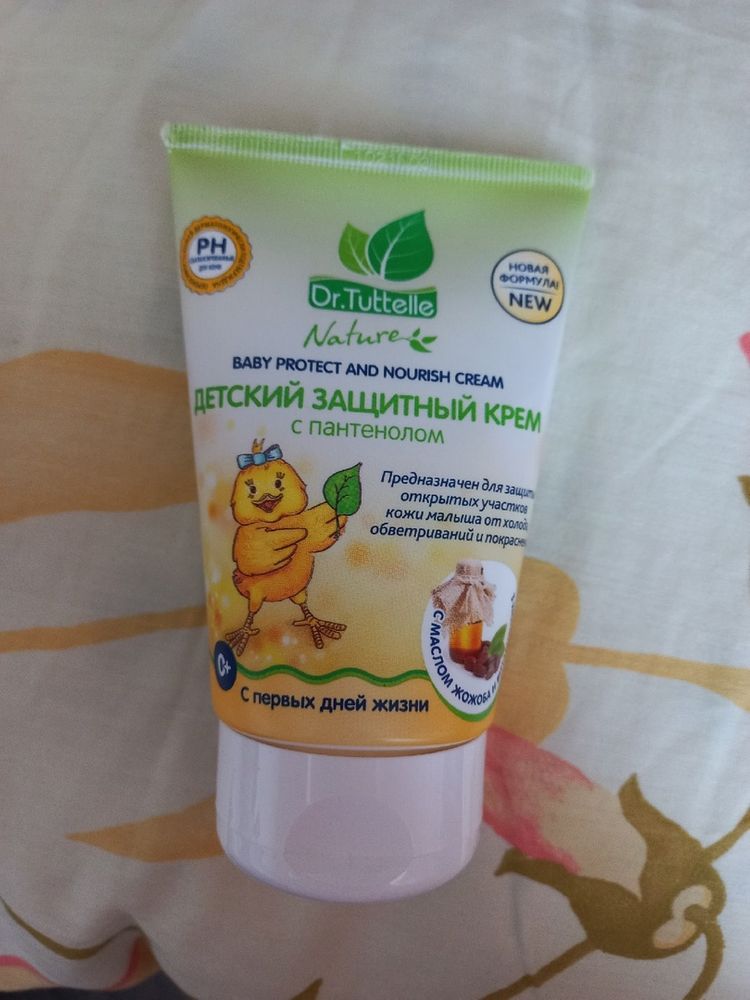 PH
НОВАЯ
ФОРМУЛА!
NEW
Dr.Tuttelle
Nature
BABY PROTECT AND NOURISH CREAM
ДЕТСКИЙ ЗАЩИТНЫЙ КРЕМ
с пантенолом
Предназначен для защиты
открытых участков
кожи малыша от холода
обветриваний и
С МАСЛОМ ЖОЖОБА И
0+
С первых дней жизни